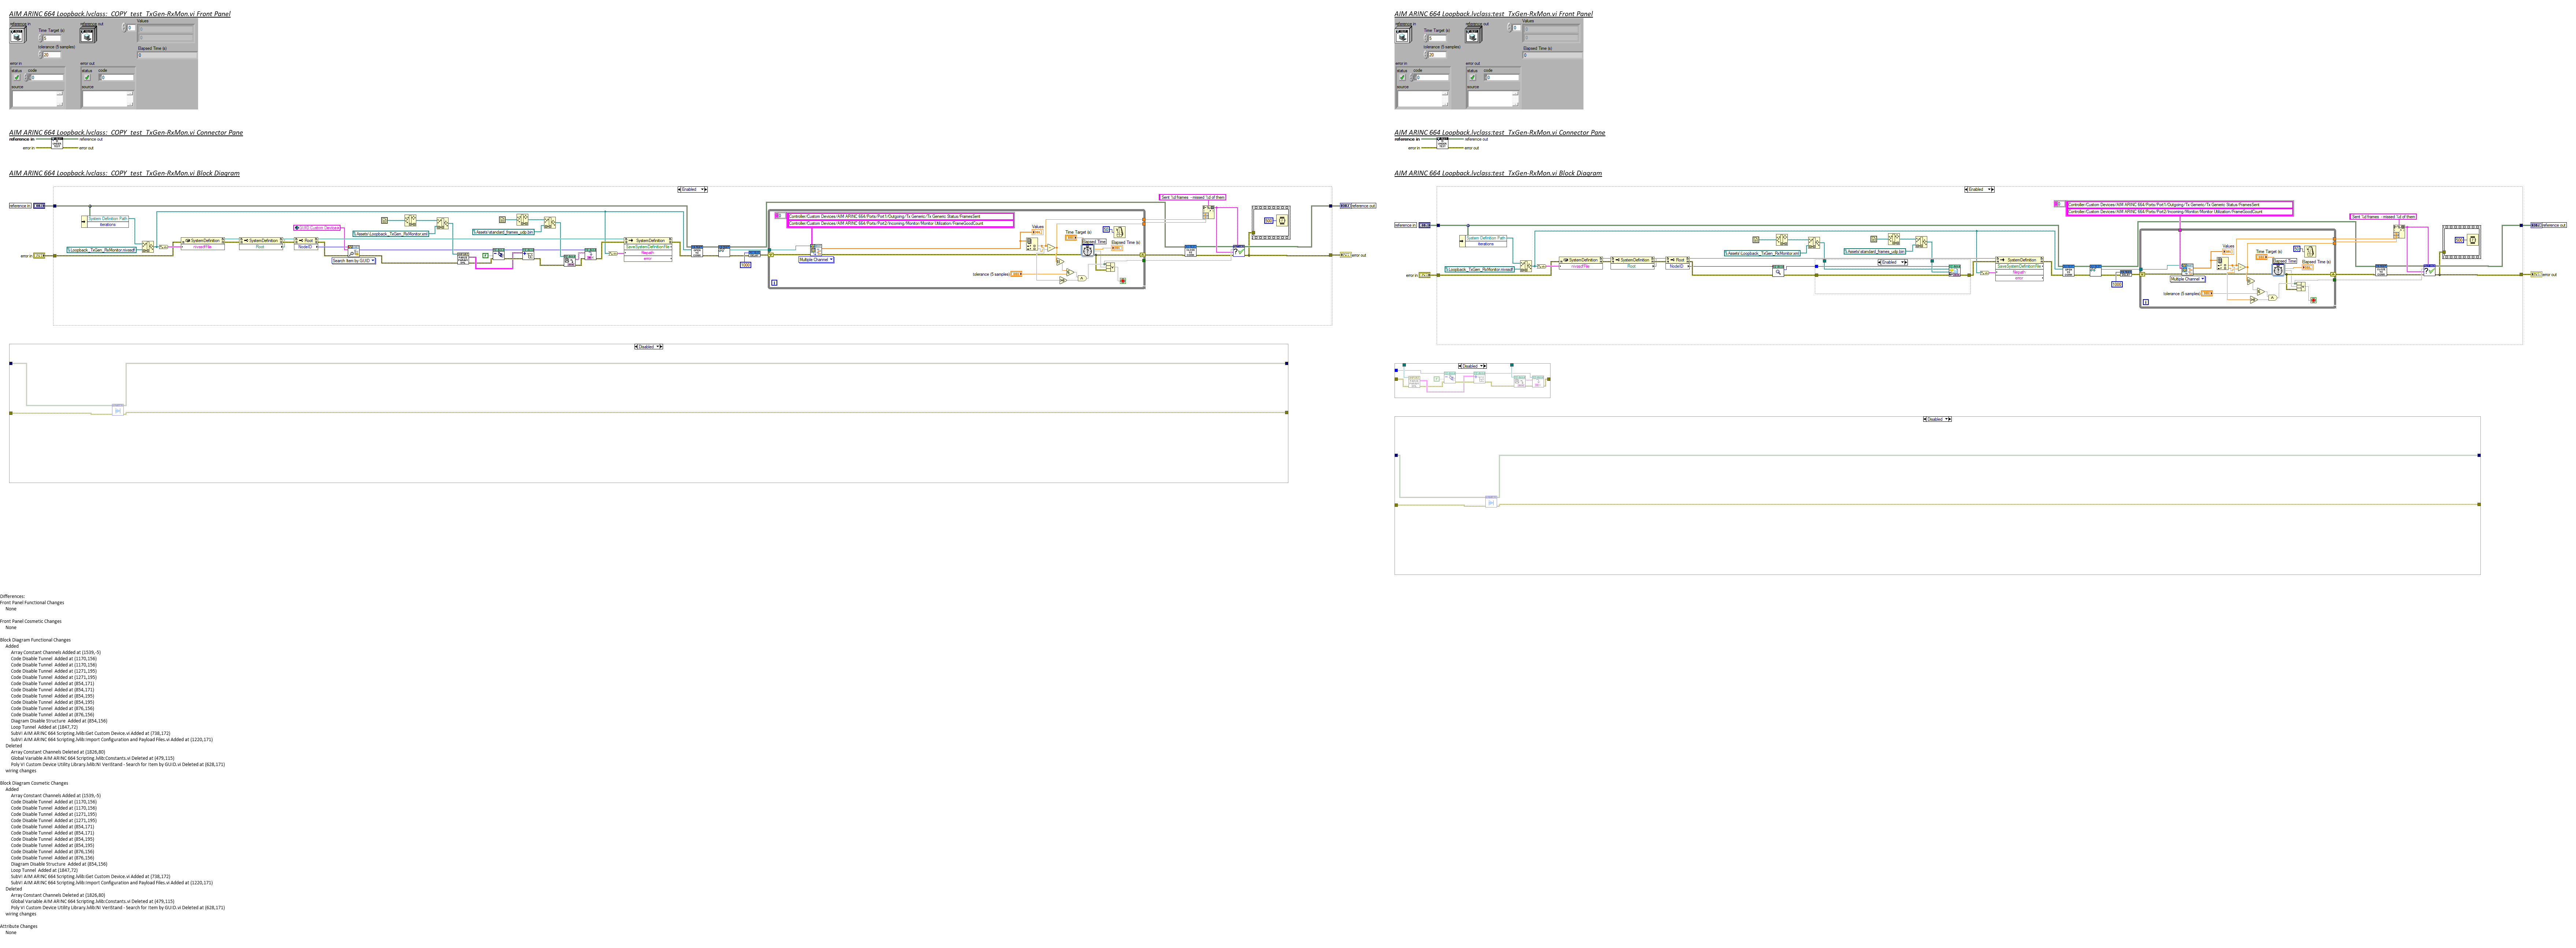 AIM ARINC 664 Loopback.lvclass:_COPY_test_TxGen-RxMon.vi Front Panel
reference in
reference out
Values
Time Target (s)
5
tolerance (5 samples)
20
Elapsed Time (s)
0
error in
error out
status code
status code
0
0
source
source
AIM ARINC 664 Loopback.lvclass:_COPY_test_TxGen-RxMon.vi Connector Pane
reference in
reference out
error in
error out
AIM ARINC 664 Loopback.lvclass:_COPY_test_TxGen-RxMon.vi Block Diagram
Enabled
reference in
System Definition Path
Iterations
error in
SystemDefinition
nivssdfFile
SystemDefinition
Root
Root
NodeID
Search Item by GUID
SystemDefinition
SaveSystemDefinitionFile
filepath
error
1000
Controller/Custom Devices/AIM ARINC 664/Ports/Port1/Outgoing/Tx Generic/Tx Generic Status/FramesSent
Controller/Custom Devices/AIM ARINC 664/Ports/Port2/Incoming/Monitor/Monitor Utilization/FrameGoodCount
Multiple Channel
Values
Time Target (s)
Elapsed Time
Elapsed Time (s)
tolerance (5 samples)
Sent %d frames - missed %d of them
reference out
error out
Disabled
AIM ARINC 664 Loopback.lvclass:test_TxGen-RxMon.vi Front Panel
reference in
reference out
Values
Time Target (s)
5
tolerance (5 samples)
20
Elapsed Time (s)
0
error in
error out
status code
status code
0
0
source
source
AIM ARINC 664 Loopback.lvclass:test_TxGen-RxMon.vi Connector Pane
reference in
reference out
error in
error out
AIM ARINC 664 Loopback.lvclass:test_TxGen-RxMon.vi Block Diagram
Enabled
reference in
System Definition Path
Iterations
error in
SystemDefinition
nivssdfFile
SystemDefinition
Root
Root
NodeID
Enabled
SystemDefinition
SaveSystemDefinitionFile
filepath
error
1000
Controller/Custom Devices/AIM ARINC 664/Ports/Port1/Outgoing/Tx Generic/Tx Generic Status/FramesSent
Controller/Custom Devices/AIM ARINC 664/Ports/Port2/Incoming/Monitor/Monitor Utilization/FrameGoodCount
Multiple Channel
Values
Time Target (s)
Elapsed Time
Elapsed Time (s)
tolerance (5 samples)
Sent %d frames - missed %d of them
reference out
error out
Disabled
Disabled
Differences:
Front Panel Functional Changes
None
Front Panel Cosmetic Changes
None
Block Diagram Functional Changes
Added
Array Constant Channels Added at (1539,-5)
Code Disable Tunnel Added at (1170,156)
Code Disable Tunnel Added at (1170,156)
Code Disable Tunnel Added at (1271,195)
Code Disable Tunnel Added at (1271,195)
Code Disable Tunnel Added at (854,171)
Code Disable Tunnel Added at (854,171)
Code Disable Tunnel Added at (854,195)
Code Disable Tunnel Added at (854,195)
Code Disable Tunnel Added at (876,156)
Code Disable Tunnel Added at (876,156)
Diagram Disable Structure Added at (854,156)
Loop Tunnel Added at (1847,72)
SubVI AIM ARINC 664 Scripting.lvlib:Get Custom Device.vi Added at (738,172)
SubVI AIM ARINC 664 Scripting.lvlib:Import Configuration and Payload Files.vi Added at (1220,171)
Deleted
Array Constant Channels Deleted at (1826,80)
Global Variable AIM ARINC 664 Scripting.lvlib:Constants.vi Deleted at (479,115)
Poly VI Custom Device Utility Library.lvlib:NI VeriStand - Search for Item by GUID.vi Deleted at (628,171)
wiring changes
Block Diagram Cosmetic Changes
Added
Array Constant Channels Added at (1539,-5)
Code Disable Tunnel Added at (1170,156)
Code Disable Tunnel Added at (1170,156)
Code Disable Tunnel Added at (1271,195)
Code Disable Tunnel Added at (1271,195)
Code Disable Tunnel Added at (854,171)
Code Disable Tunnel Added at (854,171)
Code Disable Tunnel Added at (854,195)
Code Disable Tunnel Added at (854,195)
Code Disable Tunnel Added at (876,156)
Code Disable Tunnel Added at (876,156)
Diagram Disable Structure Added at (854,156)
Loop Tunnel Added at (1847,72)
SubVI AIM ARINC 664 Scripting.lvlib:Get Custom Device.vi Added at (738,172)
SubVI AIM ARINC 664 Scripting.lvlib:Import Configuration and Payload Files.vi Added at (1220,171)
Deleted
Array Constant Channels Deleted at (1826,80)
Global Variable AIM ARINC 664 Scripting.lvlib:Constants.vi Deleted at (479,115)
Poly VI Custom Device Utility Library.lvlib:NI VeriStand - Search for Item by GUID.vi Deleted at (628,171)
wiring changes
Attribute Changes
None